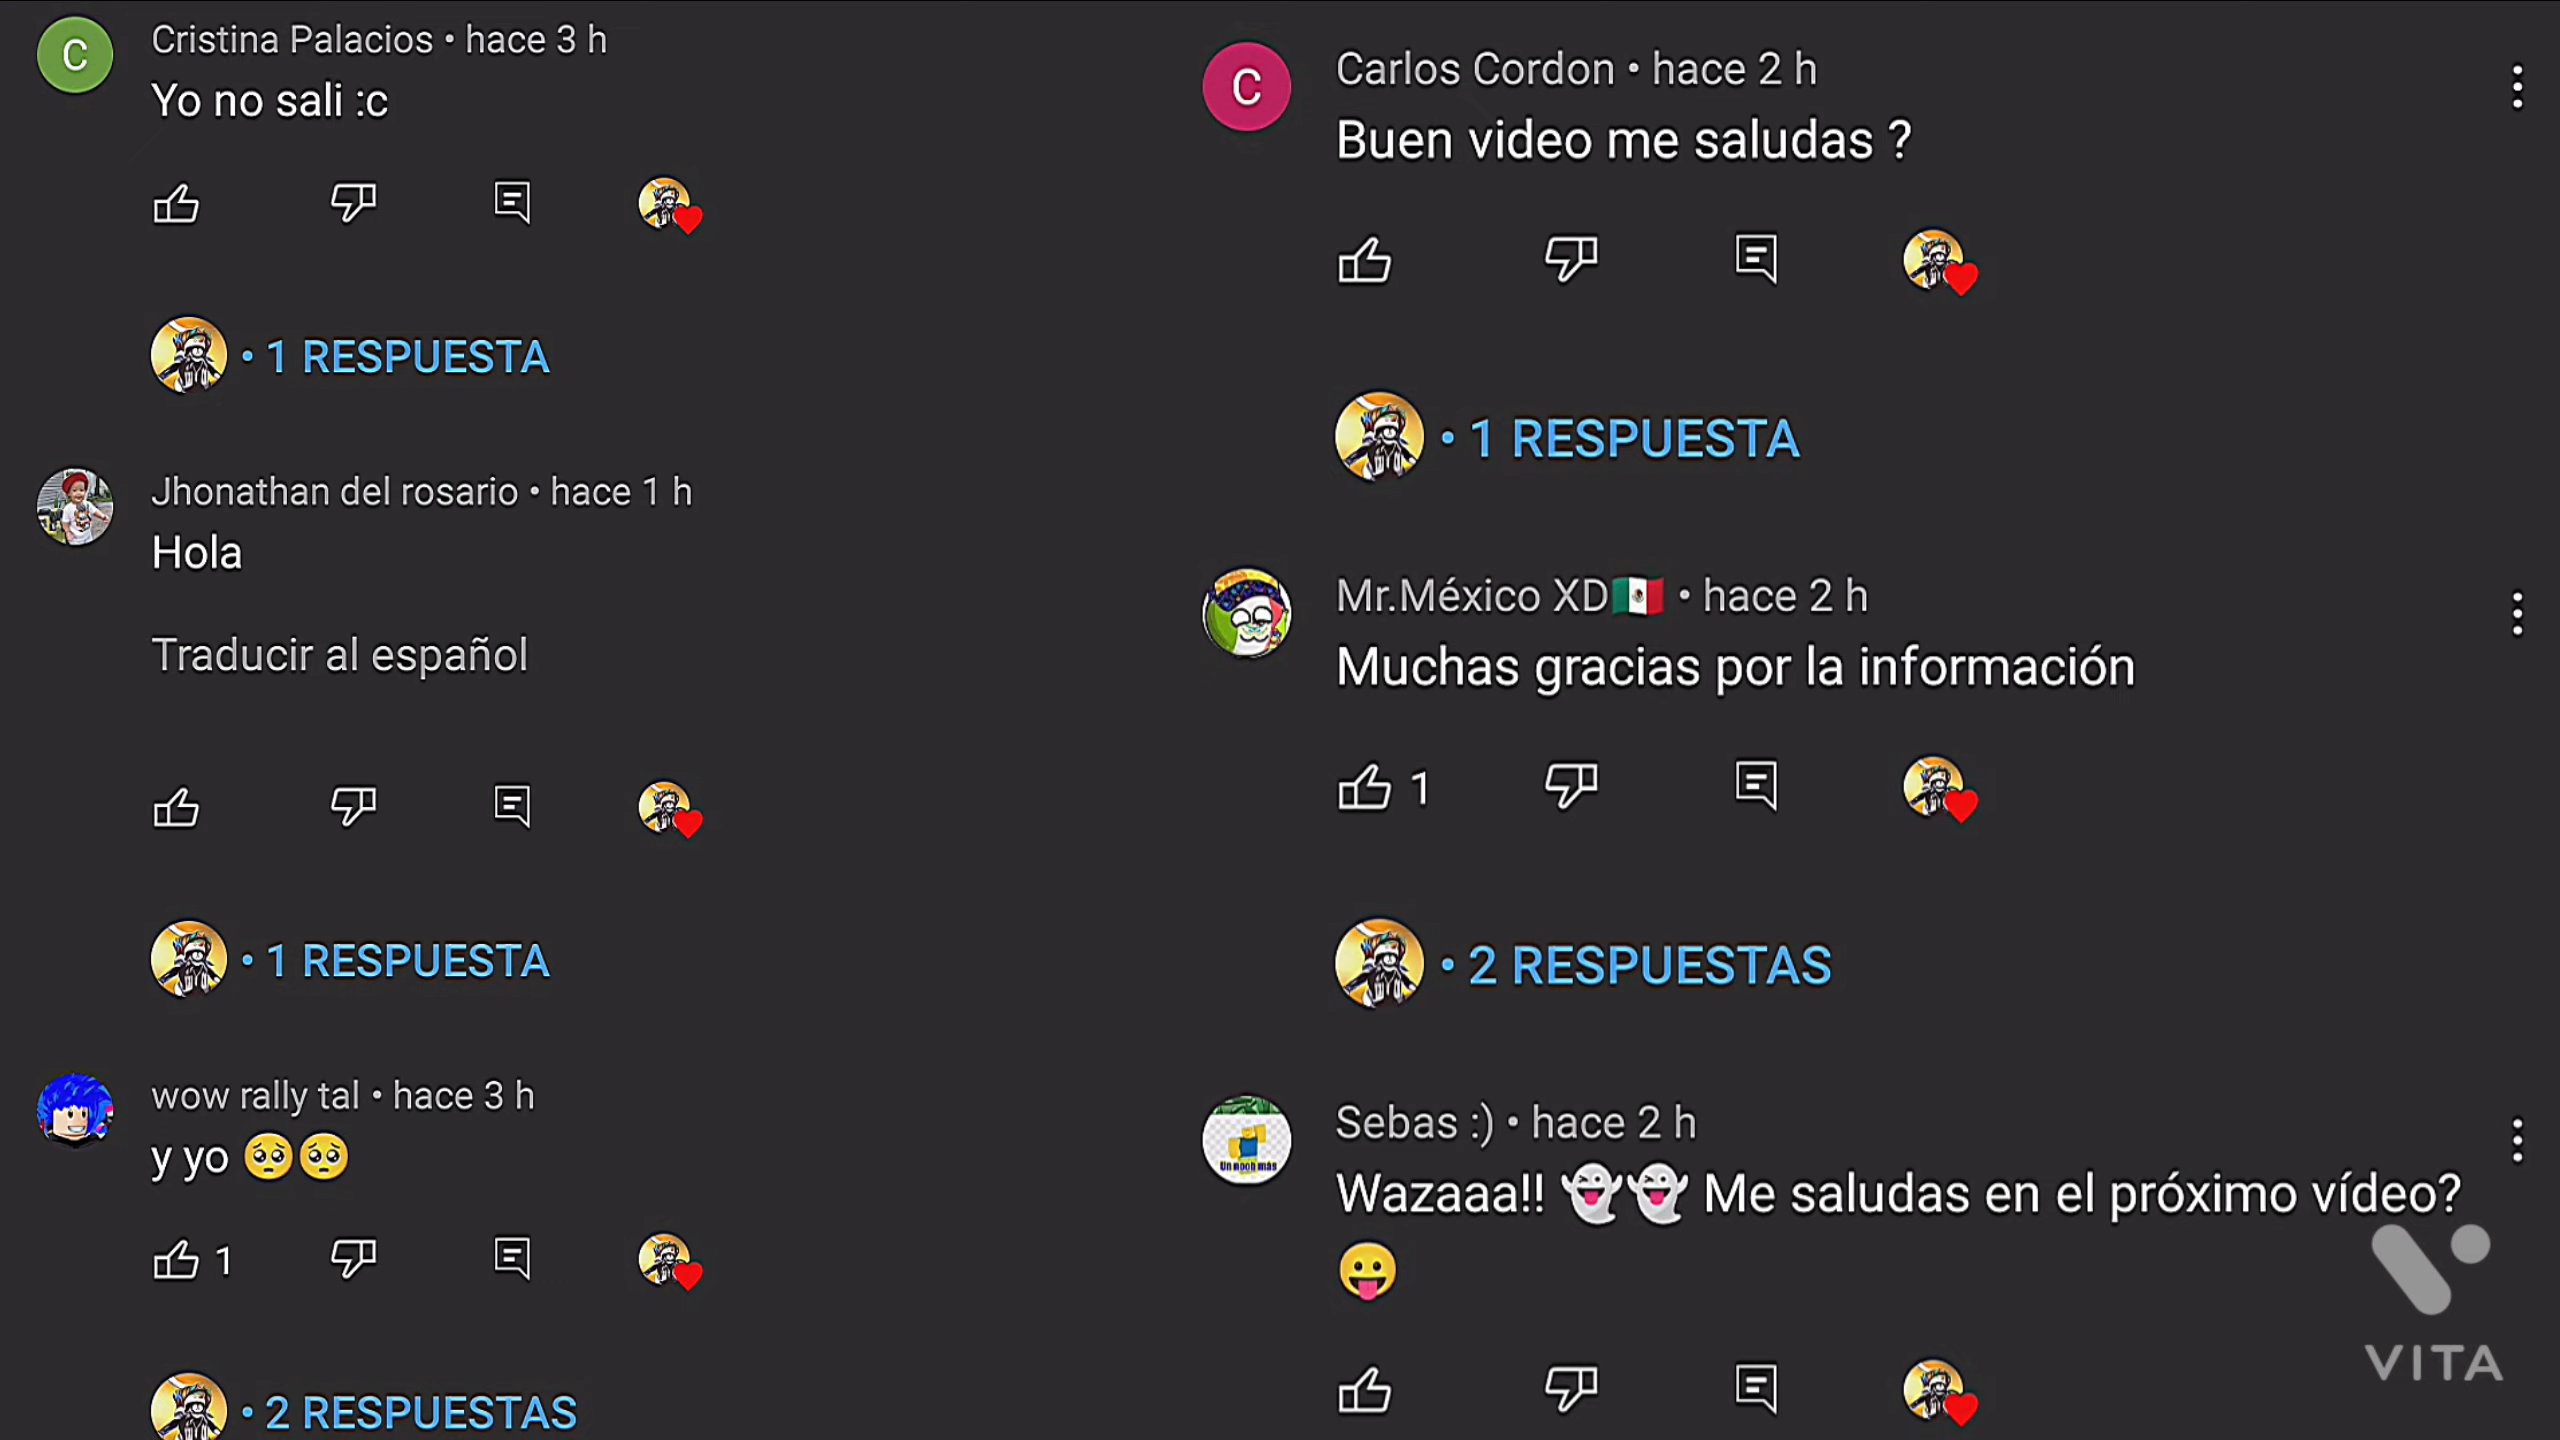 C
Cristina Palacios • hace 3 h
Yo no sali :c
• 1 RESPUESTA
Jhonathan del rosario • hace 1 h
Hola
Traducir al español
• 1 RESPUESTA
wow rally tal • hace 3 h
y yo 🥺🥺
1
• 2 RESPUESTAS
C
Carlos Cordon • hace 2 h
Buen video me saludas ?
• 1 RESPUESTA
Mr.México XD🇲🇽 • hace 2 h
Muchas gracias por la información
1
• 2 RESPUESTAS
Un noob más
Sebas :) • hace 2 h
Wazaaa!! 👻👻 Me saludas en el próximo vídeo?
😛
VITA